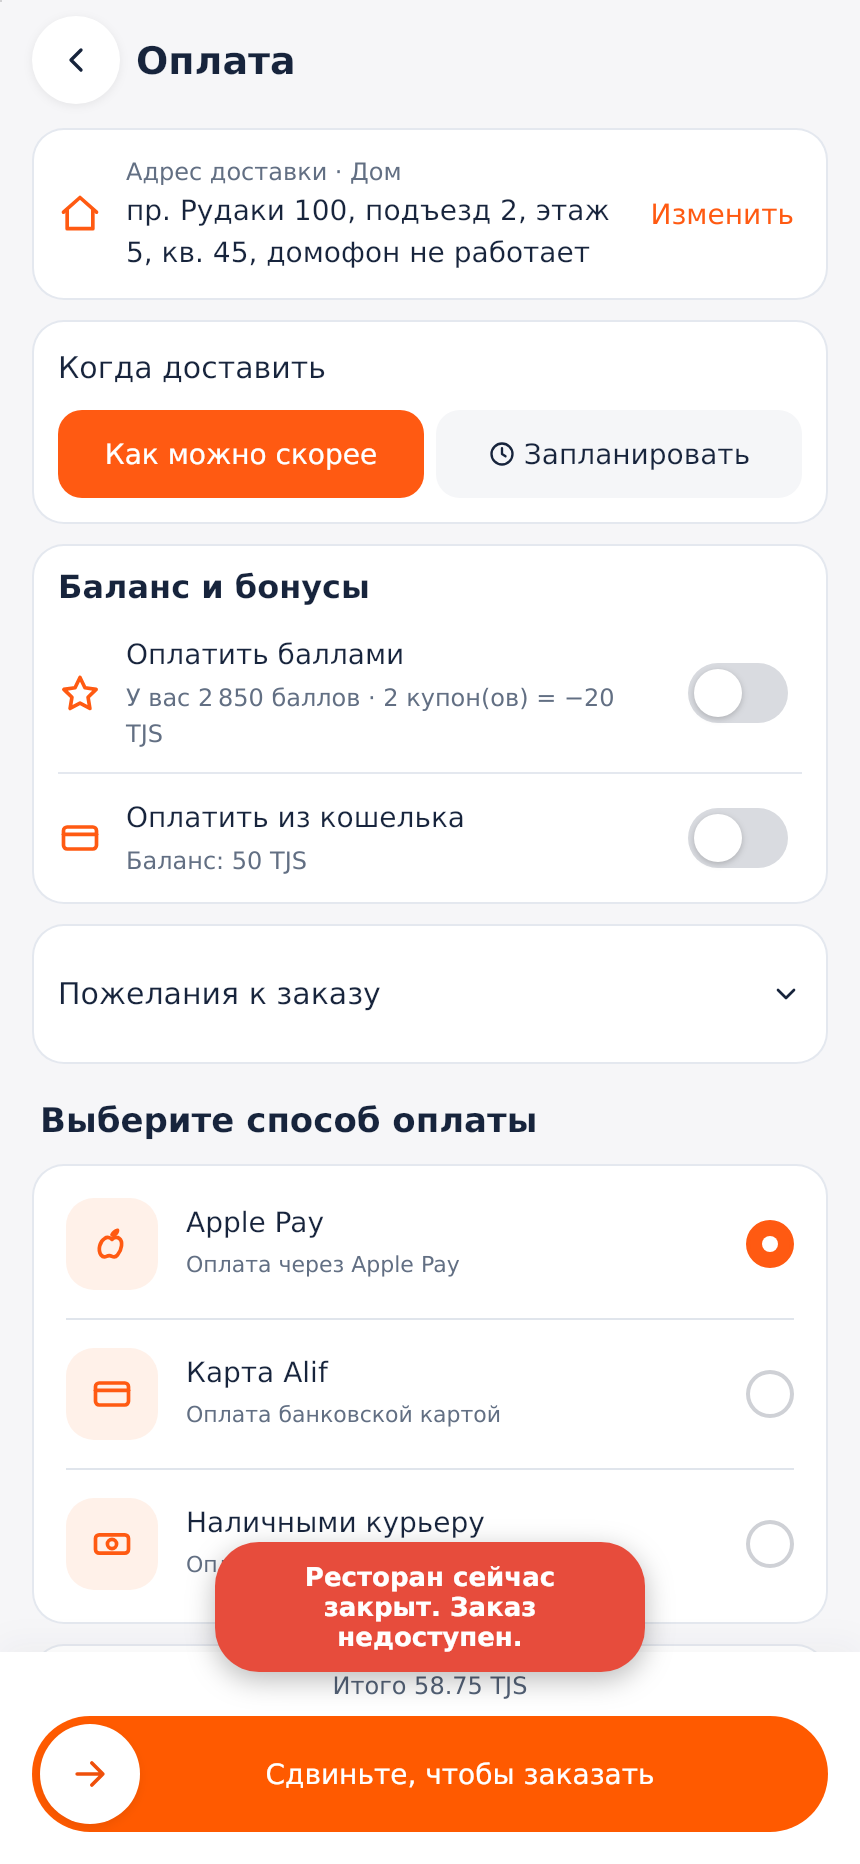 Оплата
Адрес доставки · Дом
пр. Рудаки 100, подъезд 2, этаж
5, кв. 45, домофон не работает
Изменить
Когда доставить
Как можно скорее
Запланировать
Баланс и бонусы
Оплатить баллами
У вас 2 850 баллов · 2 купон(ов) = −20
TJS
Оплатить из кошелька
Баланс: 50 TJS
Пожелания к заказу
Выберите способ оплаты
Apple Pay
Оплата через Apple Pay
Карта Alif
Оплата банковской картой
Наличными курьеру
Ресторан сейчас
закрыт. Заказ
недоступен.
Итого 58.75 TJS
Сдвиньте, чтобы заказать